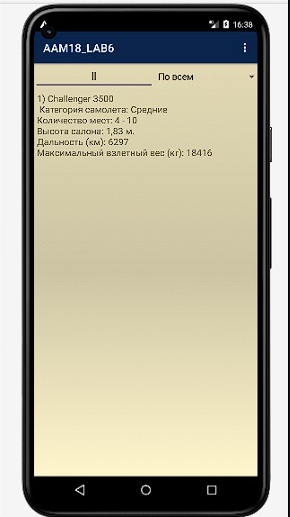 16:38
AAM18_LAB6
ll
По всем
1) Challenger 3500
Категория самолета: Средние
Количество мест: 4 - 10
Высота салона: 1,83 м.
Дальность (км): 6297
Максимальный взлетный вес (кг): 18416